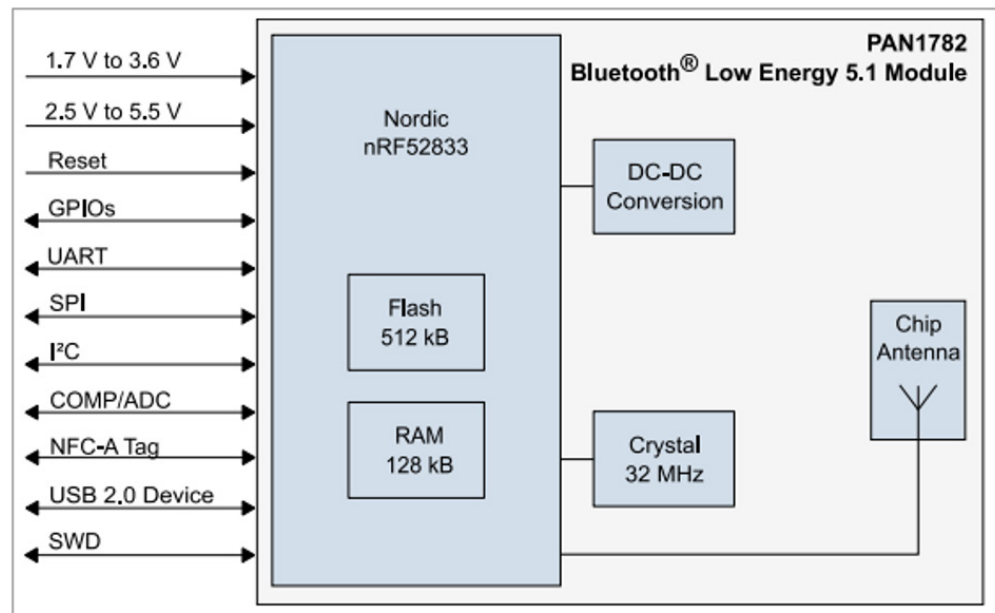 PAN1782
Bluetooth® Low Energy 5.1 Module
1.7 V to 3.6 V
2.5 V to 5.5 V
Reset
GPIOs
UART
SPI
I²C
COMP/ADC
NFC-A Tag
USB 2.0 Device
SWD
Nordic
nRF52833
Flash
512 kB
RAM
128 kB
DC-DC
Conversion
Crystal
32 MHz
Chip
Antenna